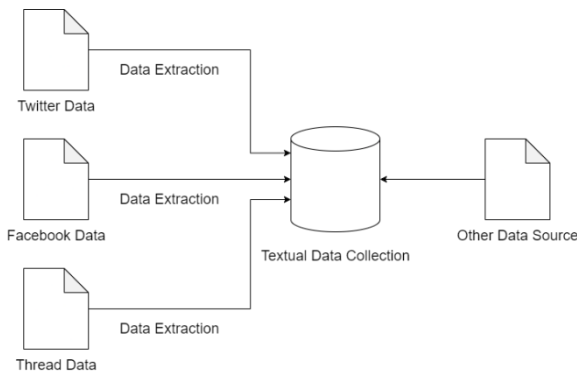 Data Extraction
Twitter Data
Data Extraction
Facebook Data
Textual Data Collection
Other Data Source
Data Extraction
Thread Data